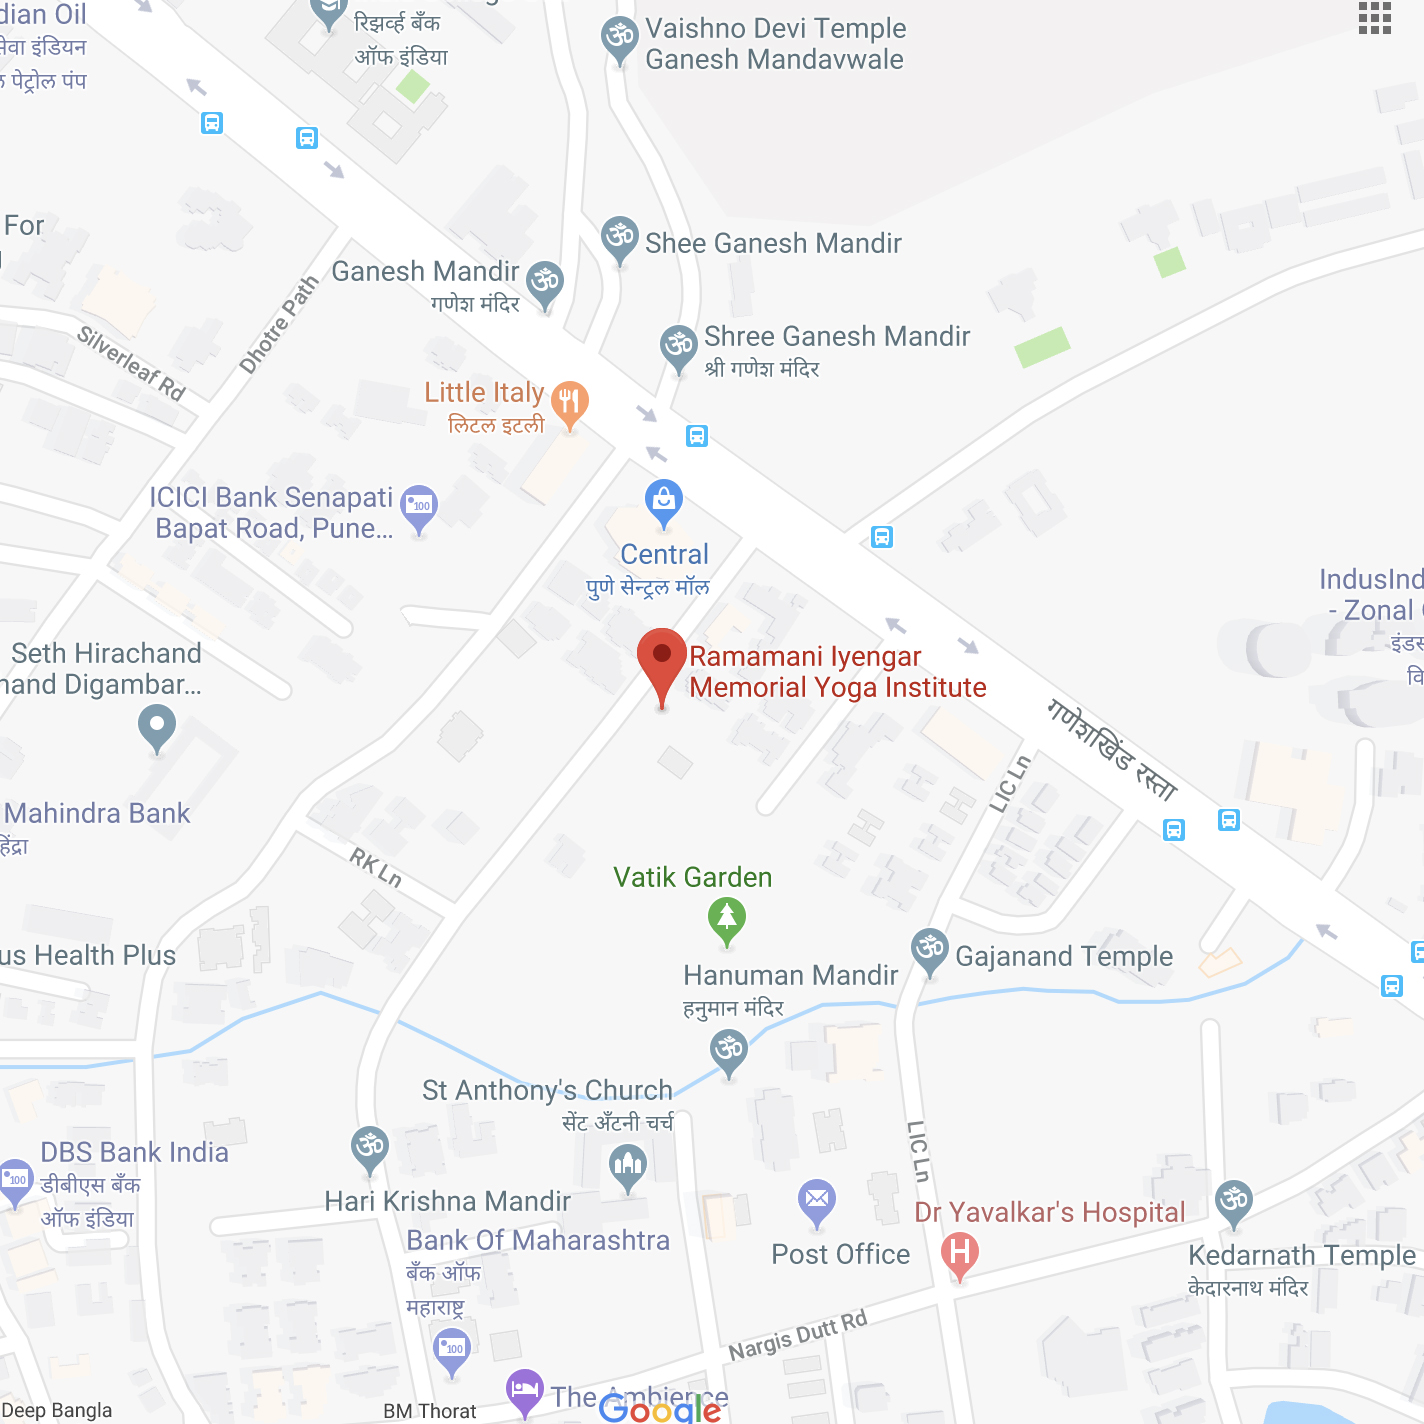 dian Oil
सेवा इंडियन
पेट्रोल पंप
रिझर्व्ह बँक
ऑफ इंडिया
Vaishno Devi Temple
Ganesh Mandavwale
For
Shee Ganesh Mandir
Ganesh Mandir
गणेश मंदिर
Dhotre Path
Silverleaf Rd
Shree Ganesh Mandir
श्री गणेश मंदिर
Little Italy
लिटल इटली
ICICI Bank Senapati
Bapat Road, Pune...
100
Central
पुणे सेन्ट्रल मॉल
IndusInd
- Zonal
इंडस
वि
Seth Hirachand
hand Digambar...
Ramamani Iyengar
Memorial Yoga Institute
गणेशखिंड रस्ता
LIC Ln
Mahindra Bank
हिंद्रा
RK Ln
Vatik Garden
us Health Plus
Gajanand Temple
Hanuman Mandir
हनुमान मंदिर
St Anthony's Church
सेंट अँटनी चर्च
DBS Bank India
डीबीएस बँक
ऑफ इंडिया
100
LIC Ln
Hari Krishna Mandir
Dr Yavalkar's Hospital
H
Post Office
Kedarnath Temple
केदारनाथ मंदिर
Bank Of Maharashtra
बँक ऑफ
महाराष्ट्र
100
Nargis Dutt Rd
The Ambience
Google
Deep Bangla
BM Thorat